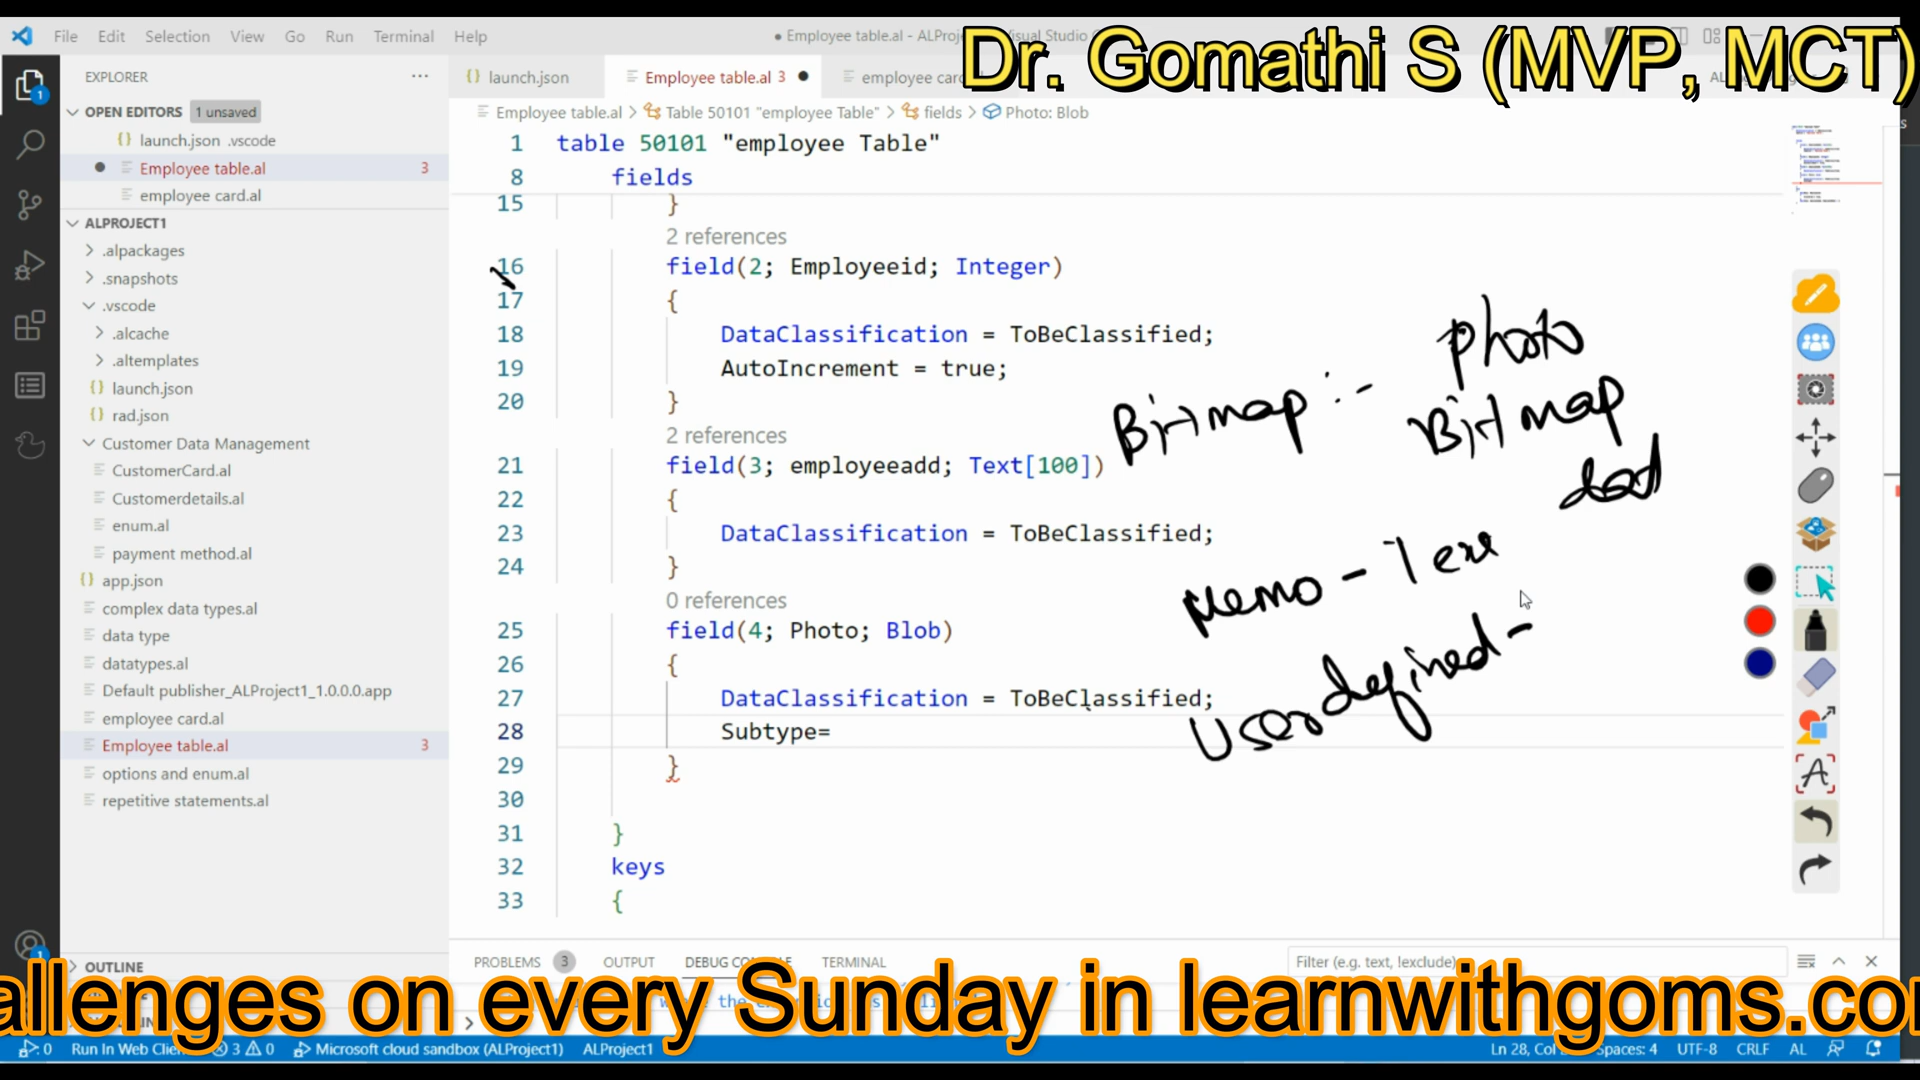 File Edit Selection View Go Run Terminal Help
Employee table.al - ALProje
Dr. Gomathi S (MVP, MCT)
EXPLORER
launch.json
Employee table.al 3
employee card
OPEN EDITORS 1 unsaved
launch.json .vscode
Employee table.al 3
employee card.al
ALPROJECT1
.alpackages
.snapshots
.vscode
.alcache
.altemplates
launch.json
rad.json
Customer Data Management
CustomerCard.al
Customerdetails.al
enum.al
payment method.al
app.json
complex data types.al
data type
datatypes.al
Default publisher_ALProject1_1.0.0.0.app
employee card.al
Employee table.al 3
options and enum.al
repetitive statements.al
OUTLINE
Employee table.al > Table 50101 "employee Table" > fields > Photo: Blob
1 table 50101 "employee Table"
8 fields
15 }
2 references
16 field(2; Employeeid; Integer)
17 {
18 DataClassification = ToBeClassified;
19 AutoIncrement = true;
20 }
2 references
21 field(3; employeeadd; Text[100])
22 {
23 DataClassification = ToBeClassified;
24 }
0 references
25 field(4; Photo; Blob)
26 {
27 DataClassification = ToBeClassified;
28 Subtype=
29 }
30
31 }
32 keys
33 {
Bitmap :-
photo
Bitmap
Memo -
Userdefined -
PROBLEMS 3 OUTPUT DEBUG TERMINAL
Filter (e.g. text, !exclude)
allenges on every Sunday in learnwithgoms.co
0 Run In Web Clie 3 0 Microsoft cloud sandbox (ALProject1) ALProject1
Ln 28, Col Spaces: 4 UTF-8 CRLF AL